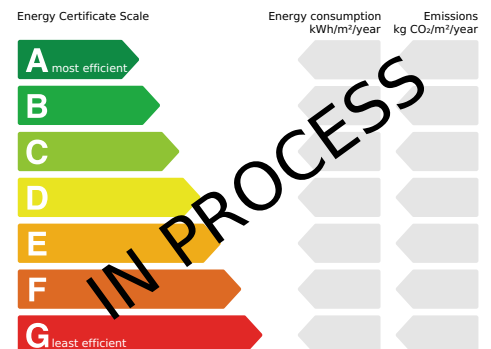 Energy Certificate Scale
Energy consumption
kWh/m²/year
Emissions
kg CO₂/m²/year
A most efficient
B
C
D
E
F
G least efficient
IN PROCESS